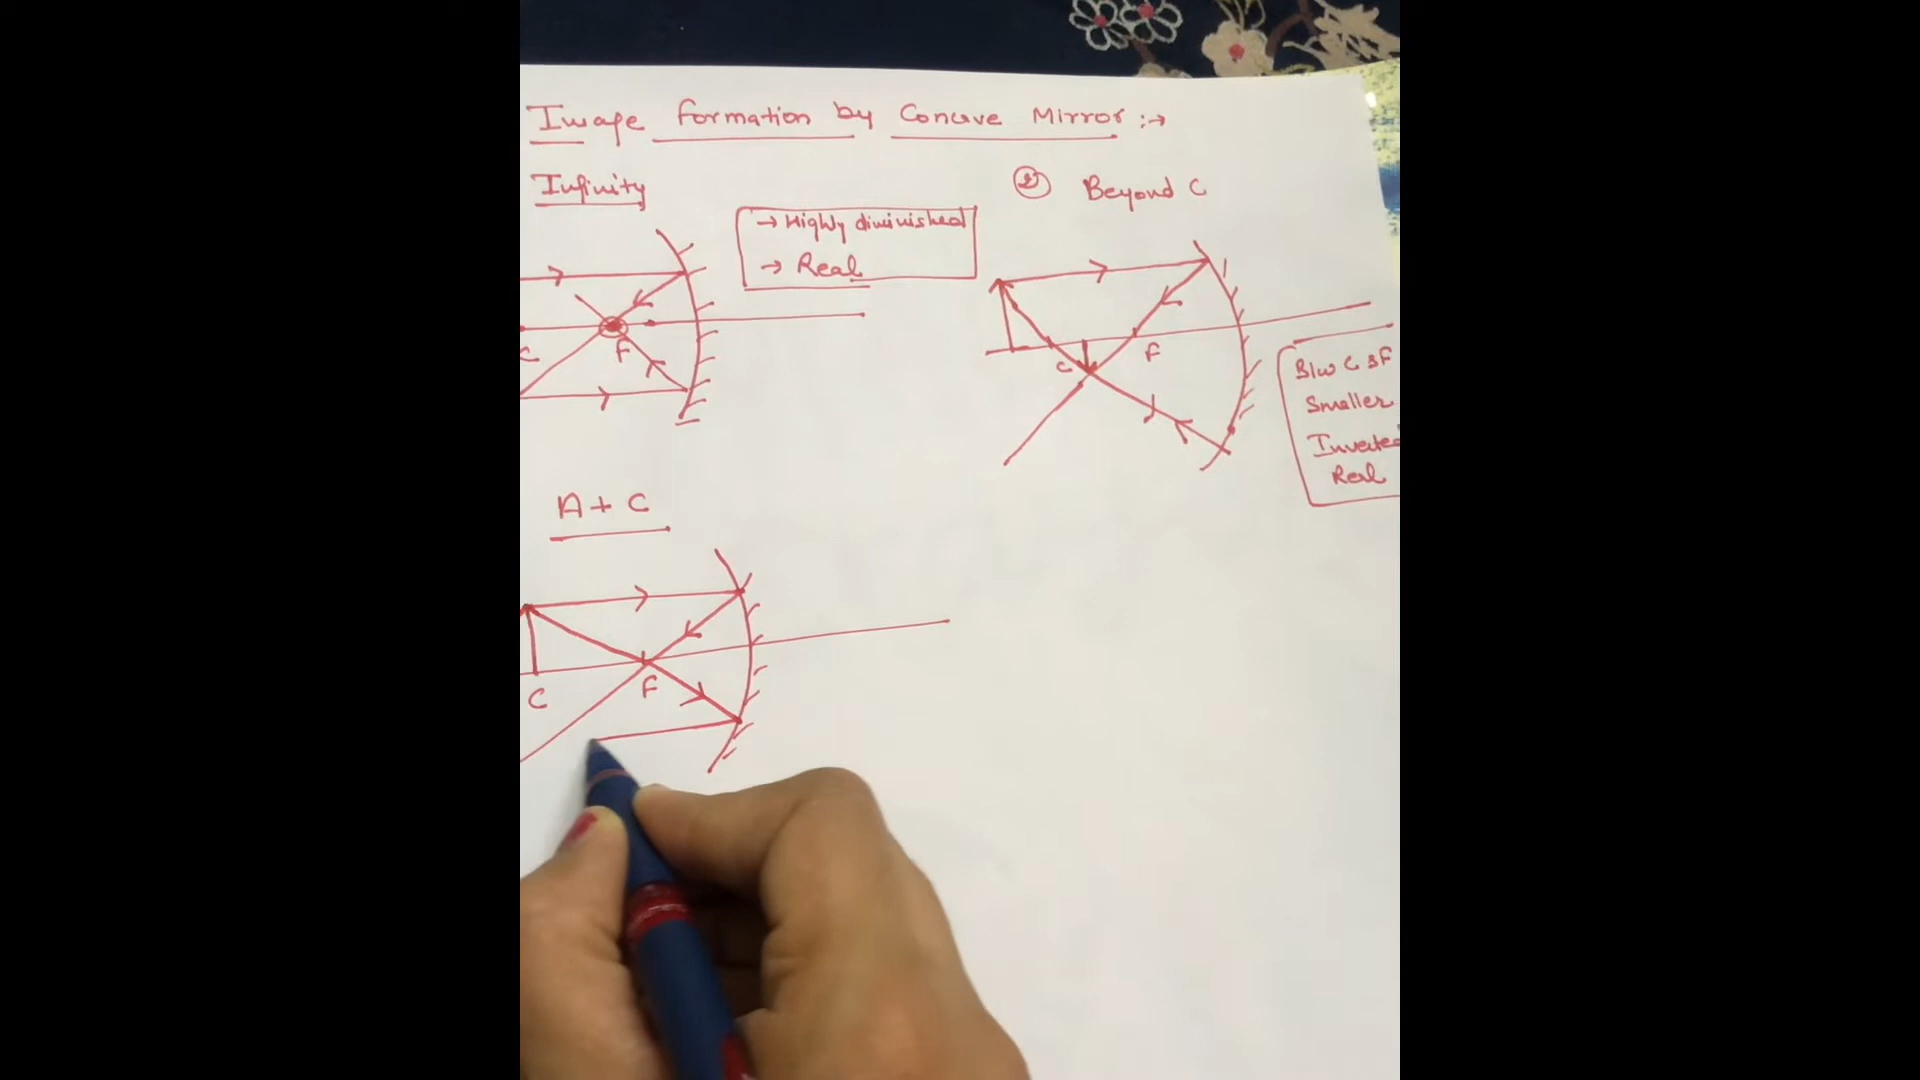 Image formation by Concave Mirror :→
Infinity
→ Highly diminished
→ Real
C
F
② Beyond C
C
F
B/w C & F
Smaller
Inverted
Real
At C
C
F